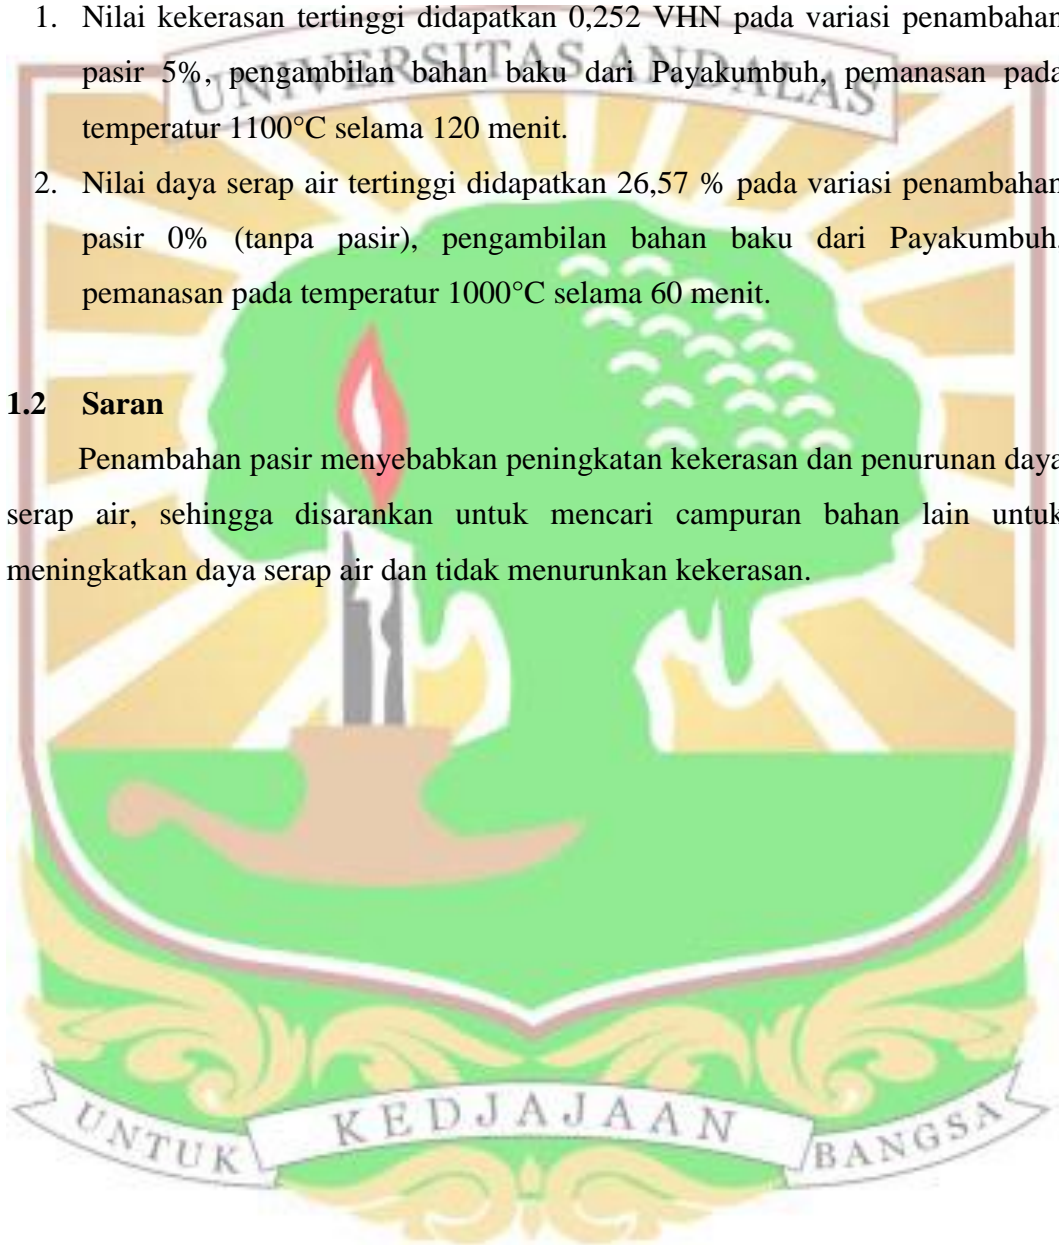 1. Nilai kekerasan tertinggi didapatkan 0,252 VHN pada variasi penambahan
UNIVERSITAS ANDALAS
pasir 5%, pengambilan bahan baku dari Payakumbuh, pemanasan pada
temperatur 1100°C selama 120 menit.
2. Nilai daya serap air tertinggi didapatkan 26,57 % pada variasi penambahan
pasir 0% (tanpa pasir), pengambilan bahan baku dari Payakumbuh,
pemanasan pada temperatur 1000°C selama 60 menit.
1.2 Saran
Penambahan pasir menyebabkan peningkatan kekerasan dan penurunan daya
serap air, sehingga disarankan untuk mencari campuran bahan lain untuk
meningkatkan daya serap air dan tidak menurunkan kekerasan.
UNTUK KEDJAJAAN BANGSA